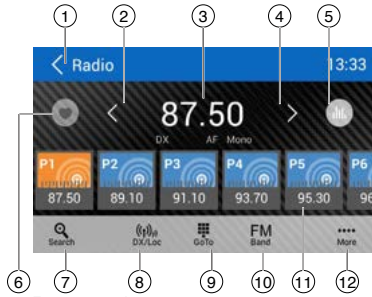 1 2 3 4 5
Radio 13:33
87.50
DX AF Mono
P1 P2 P3 P4 P5 P6
87.50 89.10 91.10 93.70 95.30 96
Search DX/Loc GoTo FM Band More
6 7 8 9 10 11 12